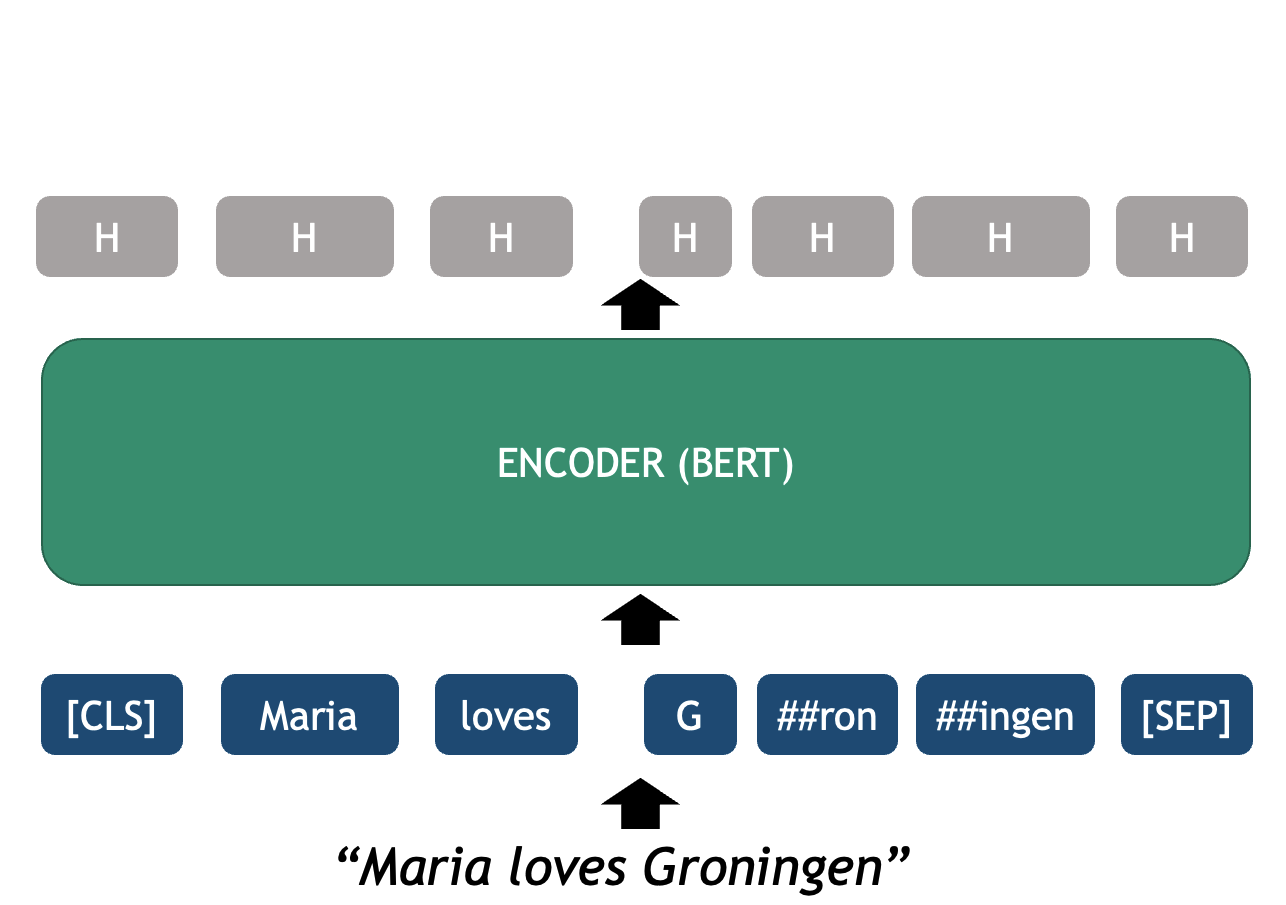 H H H H H H H
ENCODER (BERT)
[CLS] Maria loves G ##ron ##ingen [SEP]
“Maria loves Groningen”